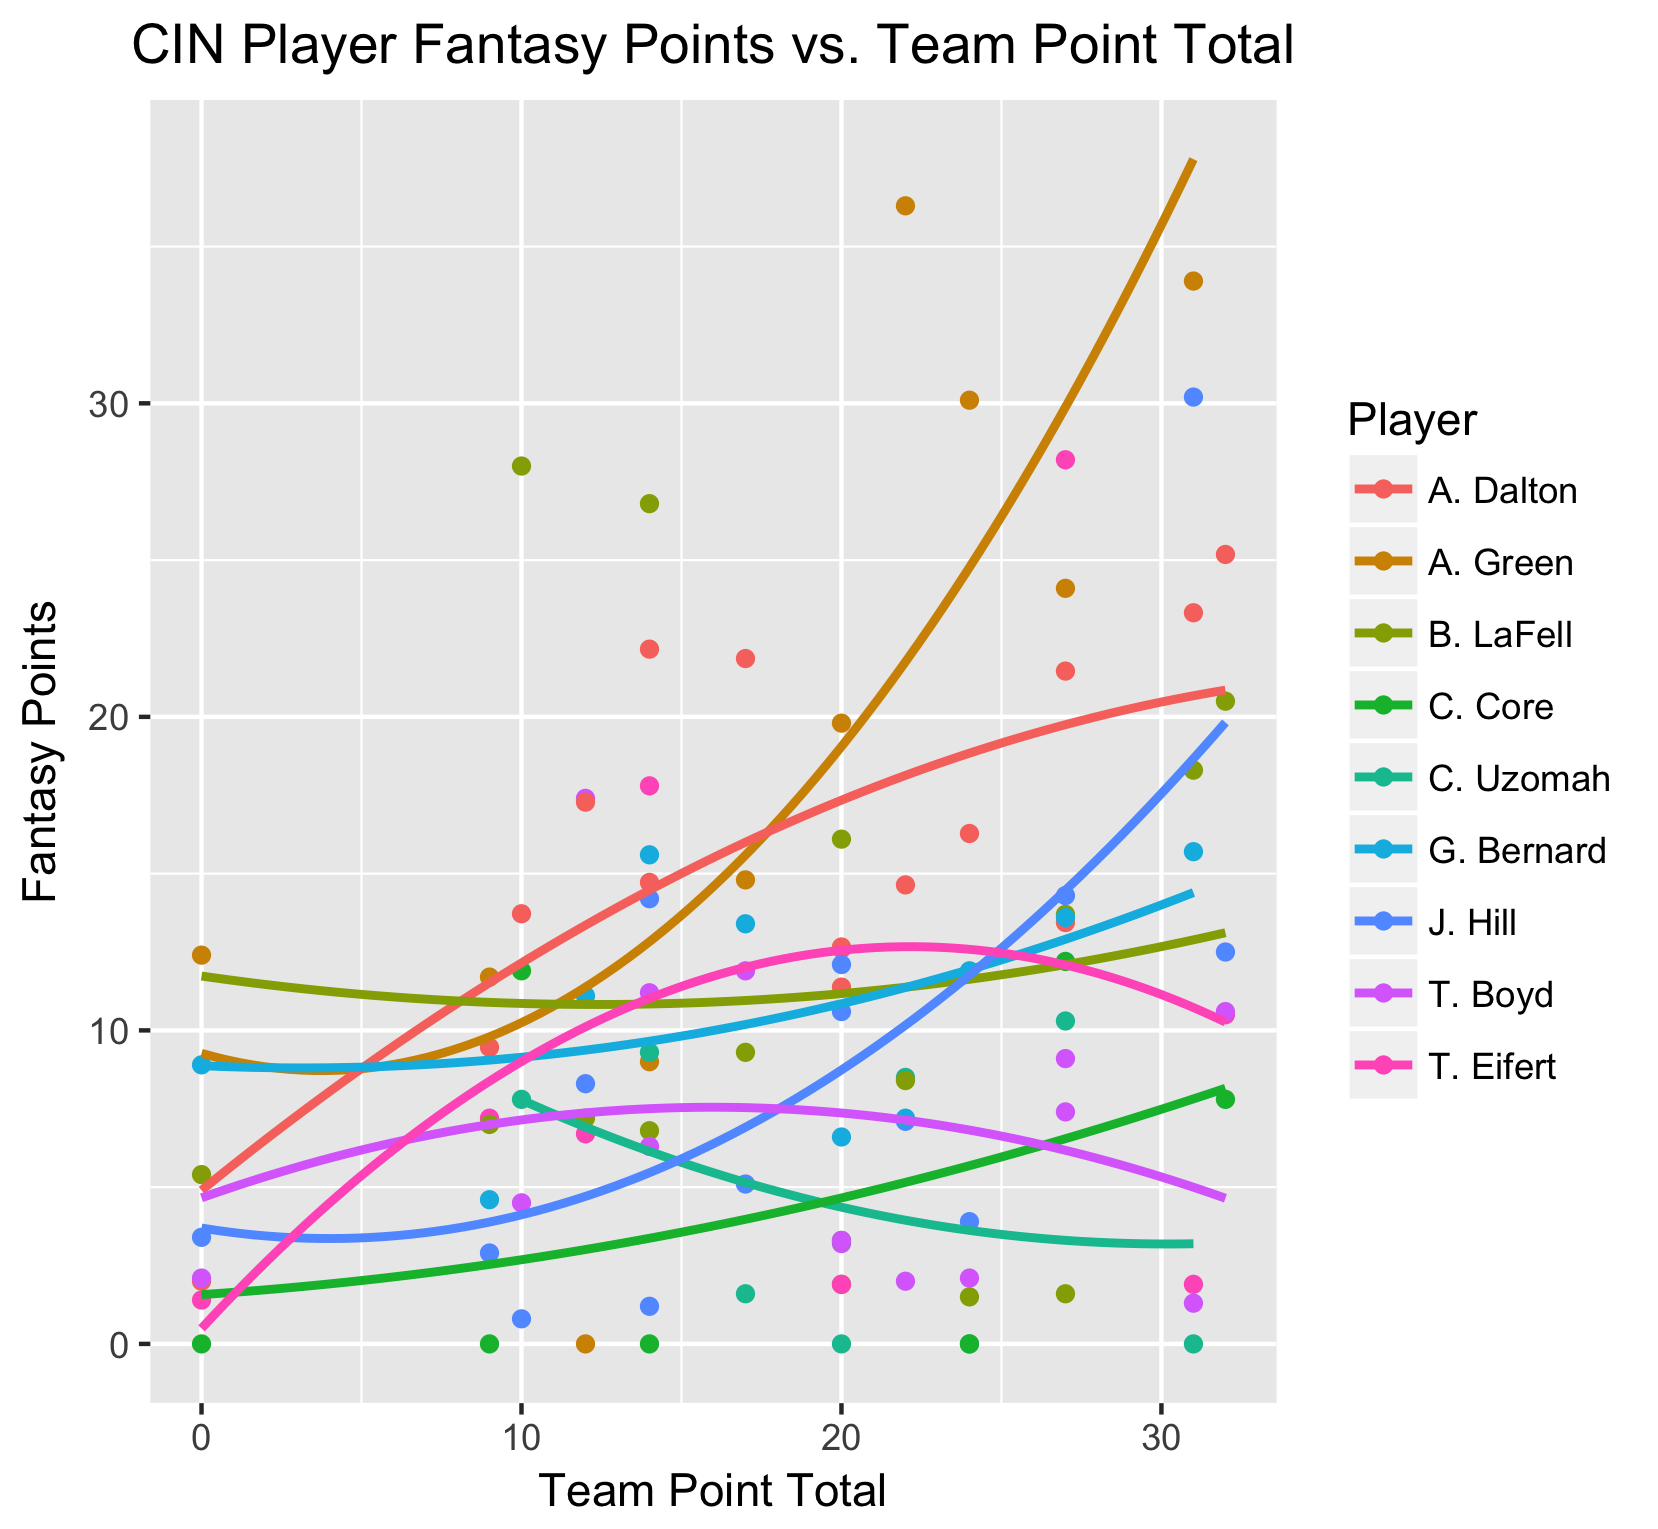 CIN Player Fantasy Points vs. Team Point Total
Fantasy Points
30
20
10
0
0 10 20 30
Team Point Total
Player
A. Dalton
A. Green
B. LaFell
C. Core
C. Uzomah
G. Bernard
J. Hill
T. Boyd
T. Eifert